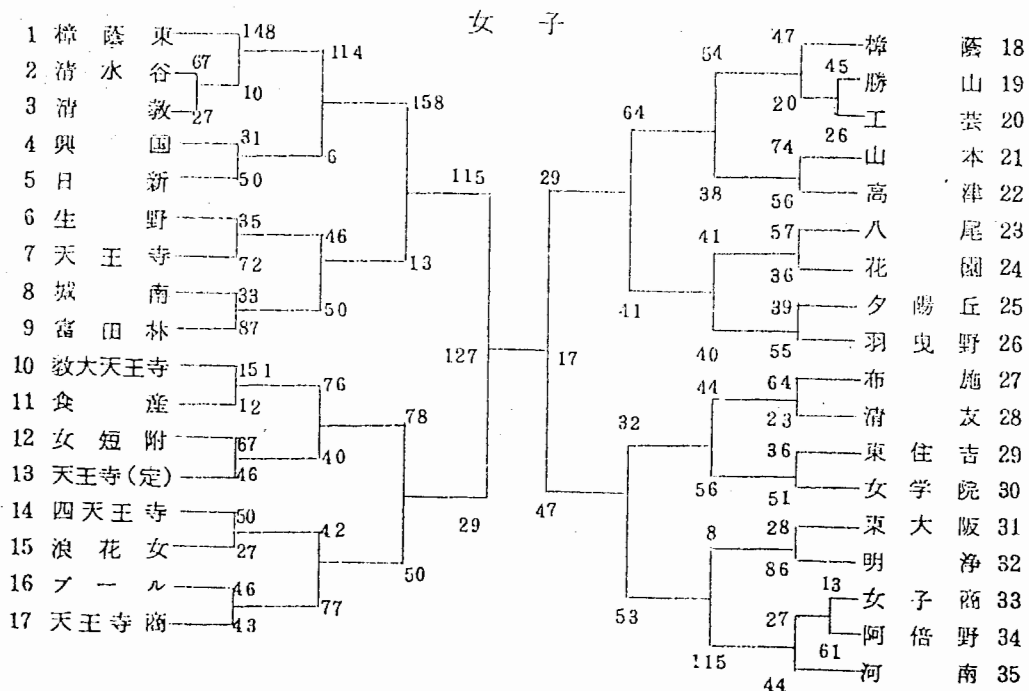 女子
1 樟蔭東 148
2 清水谷 67
3 清教 27
10
114
4 興国 31
5 日新 50
6
158
6 生野 35
7 天王寺 72
46
8 城南 33
9 富田林 87
50
13
115
10 教大天王寺 151
11 食産 12
76
12 女短附 67
13 天王寺(定) 46
40
78
14 四天王寺 50
15 浪花女 27
42
16 プール 46
17 天王寺商 43
77
50
29
127
17
47 樟蔭 18
45 勝山 19
26 工芸 20
20
64
74 山本 21
56 高津 22
38
64
57 八尾 23
36 花園 24
41
39 夕陽丘 25
55 羽曳野 26
40
41
29
64 布施 27
23 清友 28
44
36 東住吉 29
51 女学院 30
56
32
28 東大阪 31
86 明浄 32
8
13 女子商 33
61 阿倍野 34
27
44 河南 35
115
53
47